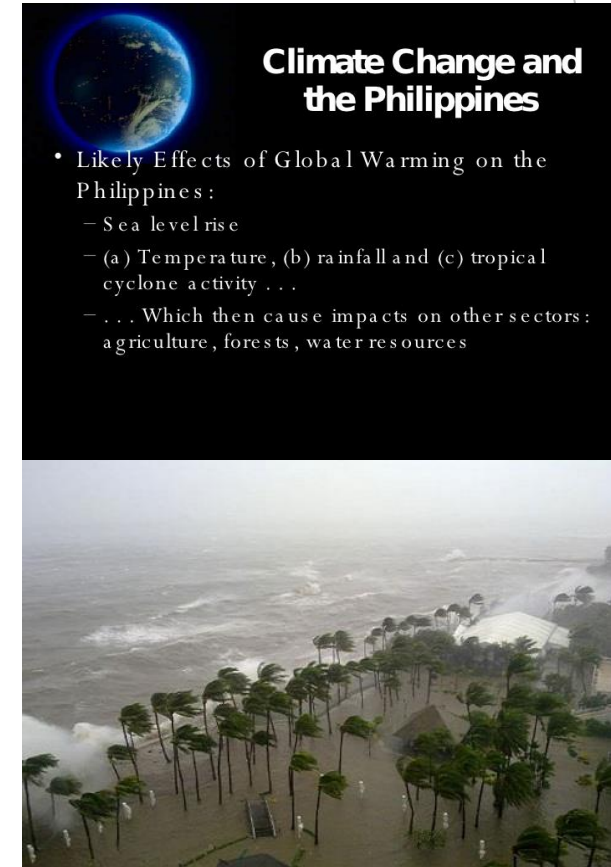 Climate Change and
the Philippines
• Likely Effects of Global Warming on the
Philippines:
– Sea level rise
– (a) Temperature, (b) rainfall and (c) tropical
cyclone activity . . .
– . . . Which then cause impacts on other sectors:
agriculture, forests, water resources